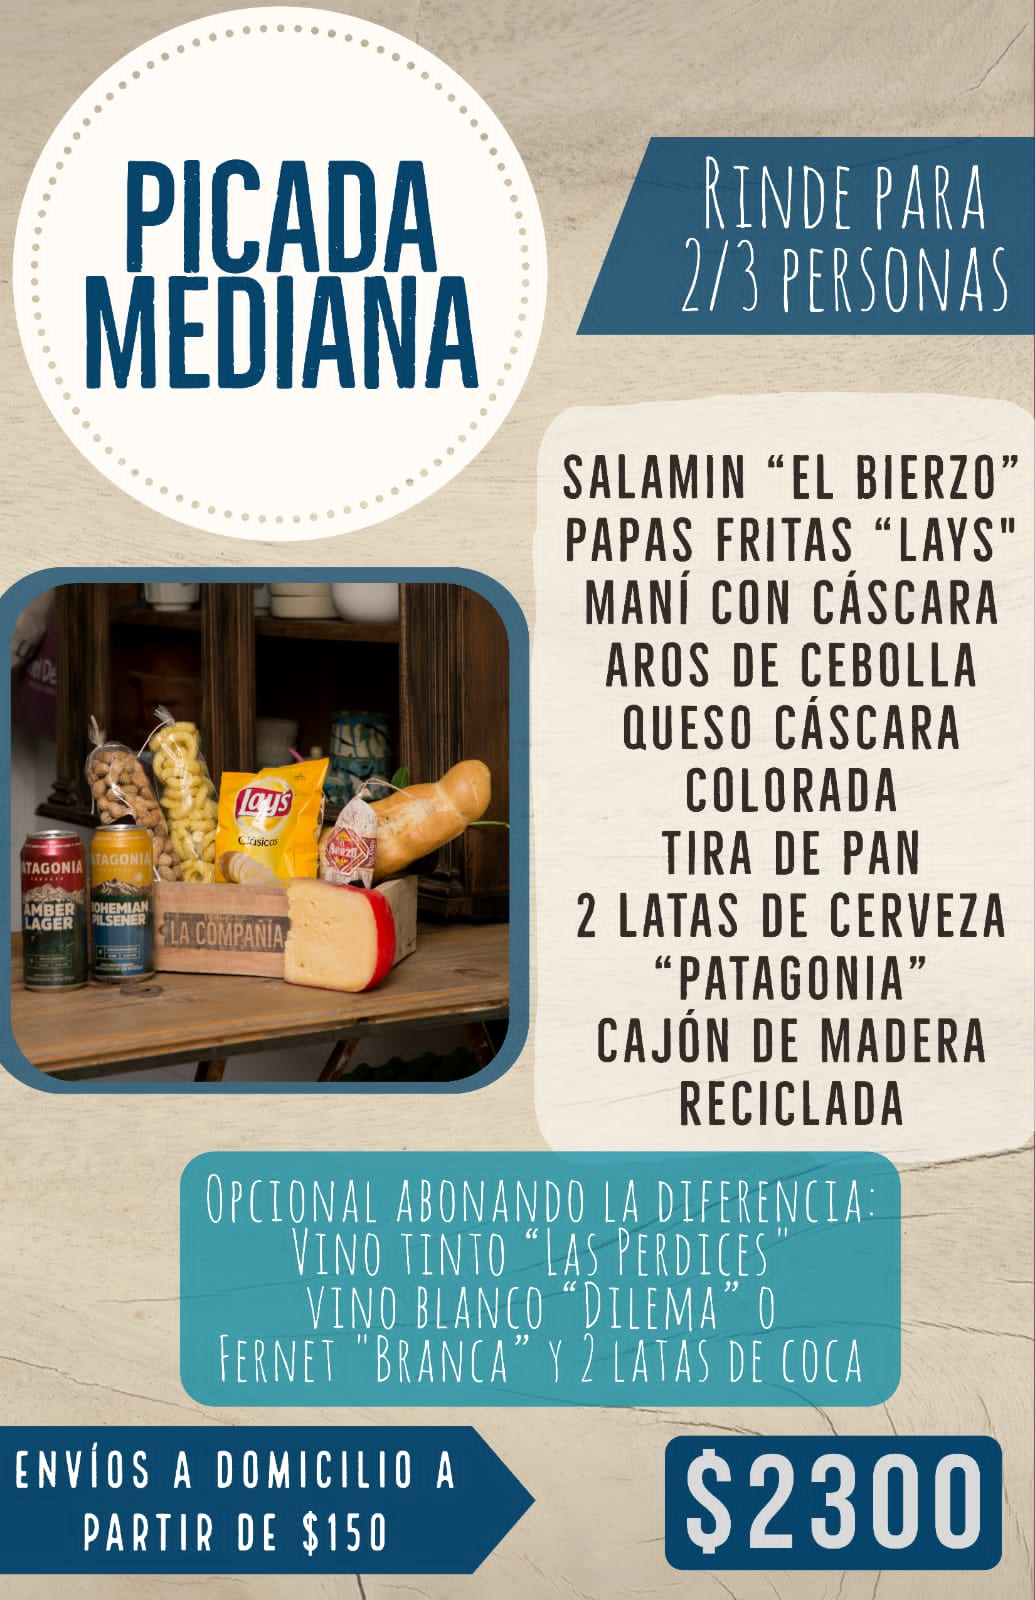 PICADA
MEDIANA
RINDE PARA
2/3 PERSONAS
SALAMIN “EL BIERZO”
PAPAS FRITAS “LAYS"
MANÍ CON CÁSCARA
AROS DE CEBOLLA
QUESO CÁSCARA
COLORADA
TIRA DE PAN
2 LATAS DE CERVEZA
“PATAGONIA”
CAJÓN DE MADERA
RECICLADA
Lay's
Clásicas
PATAGONIA
AMBER
LAGER
PATAGONIA
BOHEMIAN
PILSENER
LA COMPAÑIA
OPCIONAL ABONANDO LA DIFERENCIA:
VINO TINTO “LAS PERDICES"
VINO BLANCO “DILEMA” O
FERNET "BRANCA” Y 2 LATAS DE COCA
ENVÍOS A DOMICILIO A
PARTIR DE $150
$2300